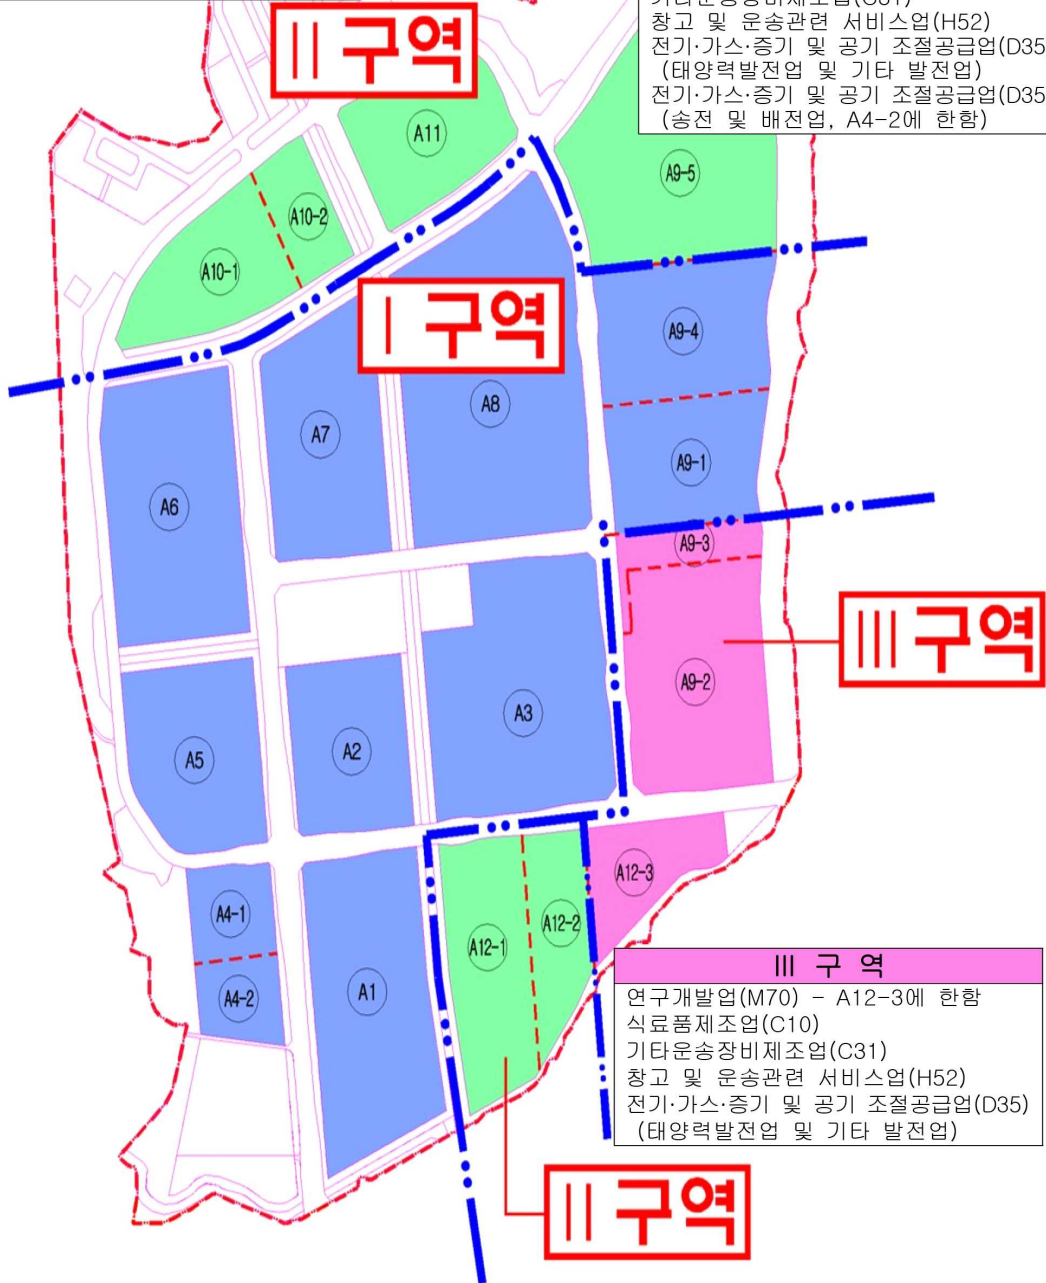 창고 및 운송관련 서비스업(H52)
전기·가스·증기 및 공기 조절공급업(D35
(태양력발전업 및 기타 발전업)
전기·가스·증기 및 공기 조절공급업(D35
(송전 및 배전업, A4-2에 한함)
II 구역
A11
A9-5
A10-2
A10-1
I 구역
A9-4
A8
A7
A9-1
A6
A9-3
III 구역
A9-2
A3
A2
A5
A12-3
A4-1
A12-2
A12-1
A1
A4-2
III 구 역
연구개발업(M70) - A12-3에 한함
식료품제조업(C10)
기타운송장비제조업(C31)
창고 및 운송관련 서비스업(H52)
전기·가스·증기 및 공기 조절공급업(D35)
(태양력발전업 및 기타 발전업)
II 구역